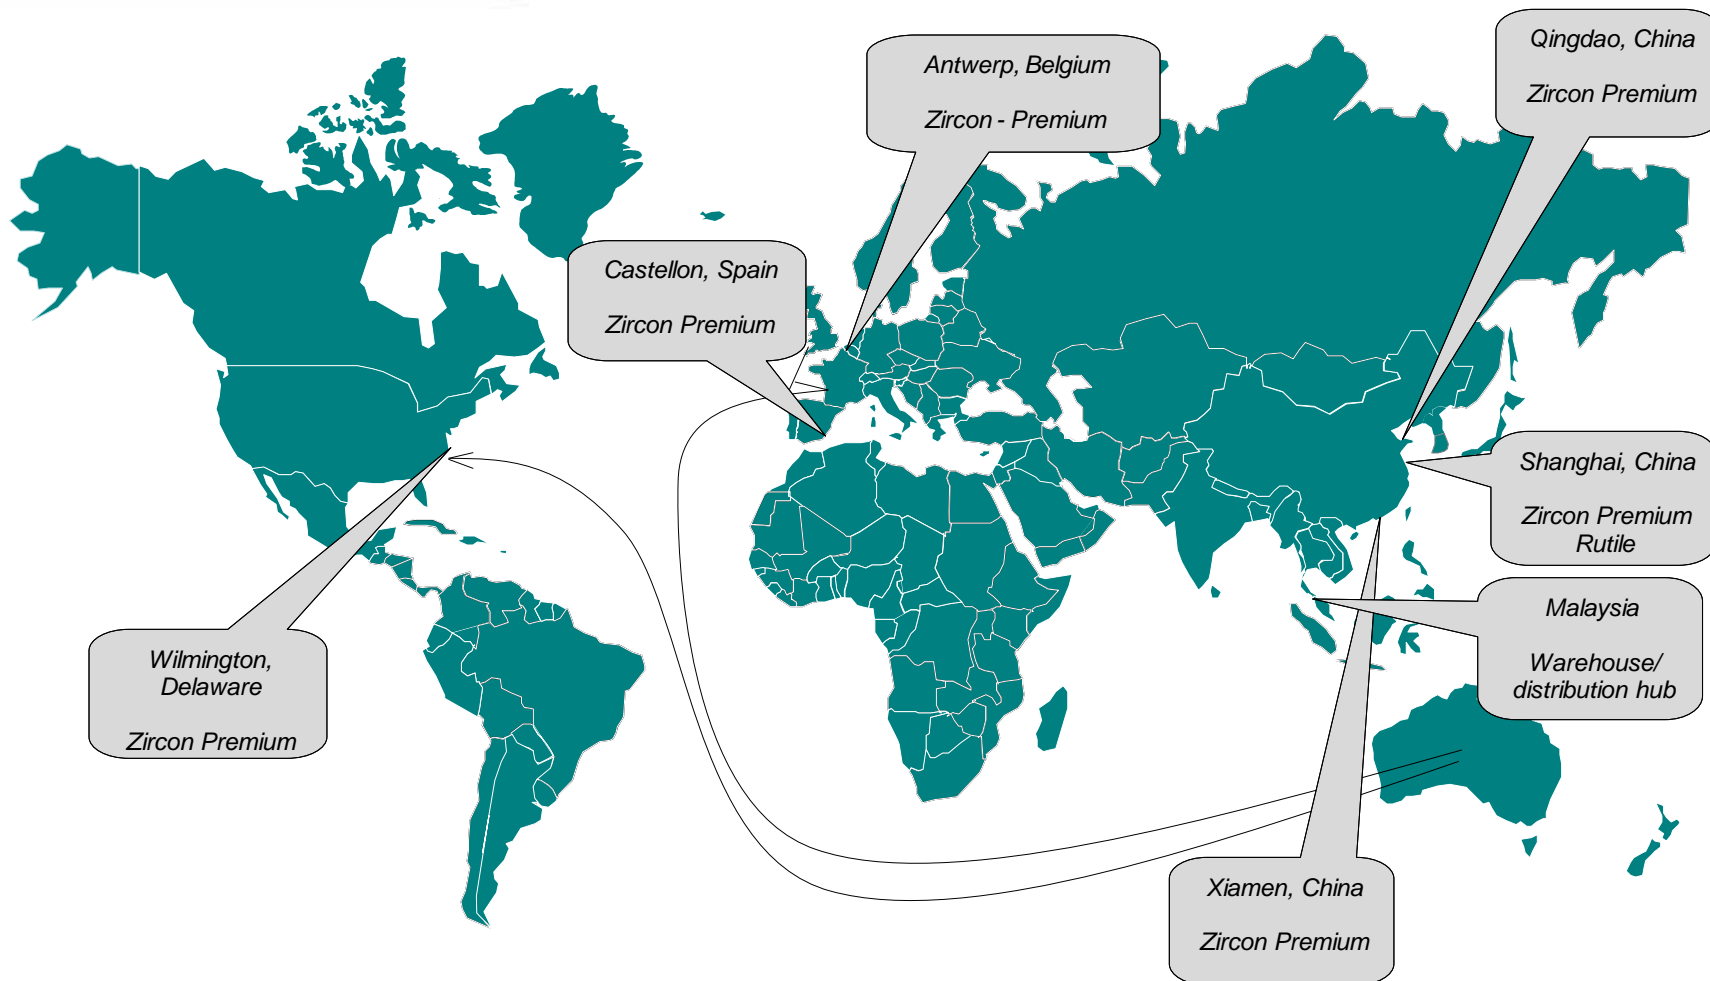 Qingdao, China
Zircon Premium
Antwerp, Belgium
Zircon - Premium
Castellon, Spain
Zircon Premium
Shanghai, China
Zircon Premium
Rutile
Malaysia
Warehouse/
distribution hub
Wilmington,
Delaware
Zircon Premium
Xiamen, China
Zircon Premium